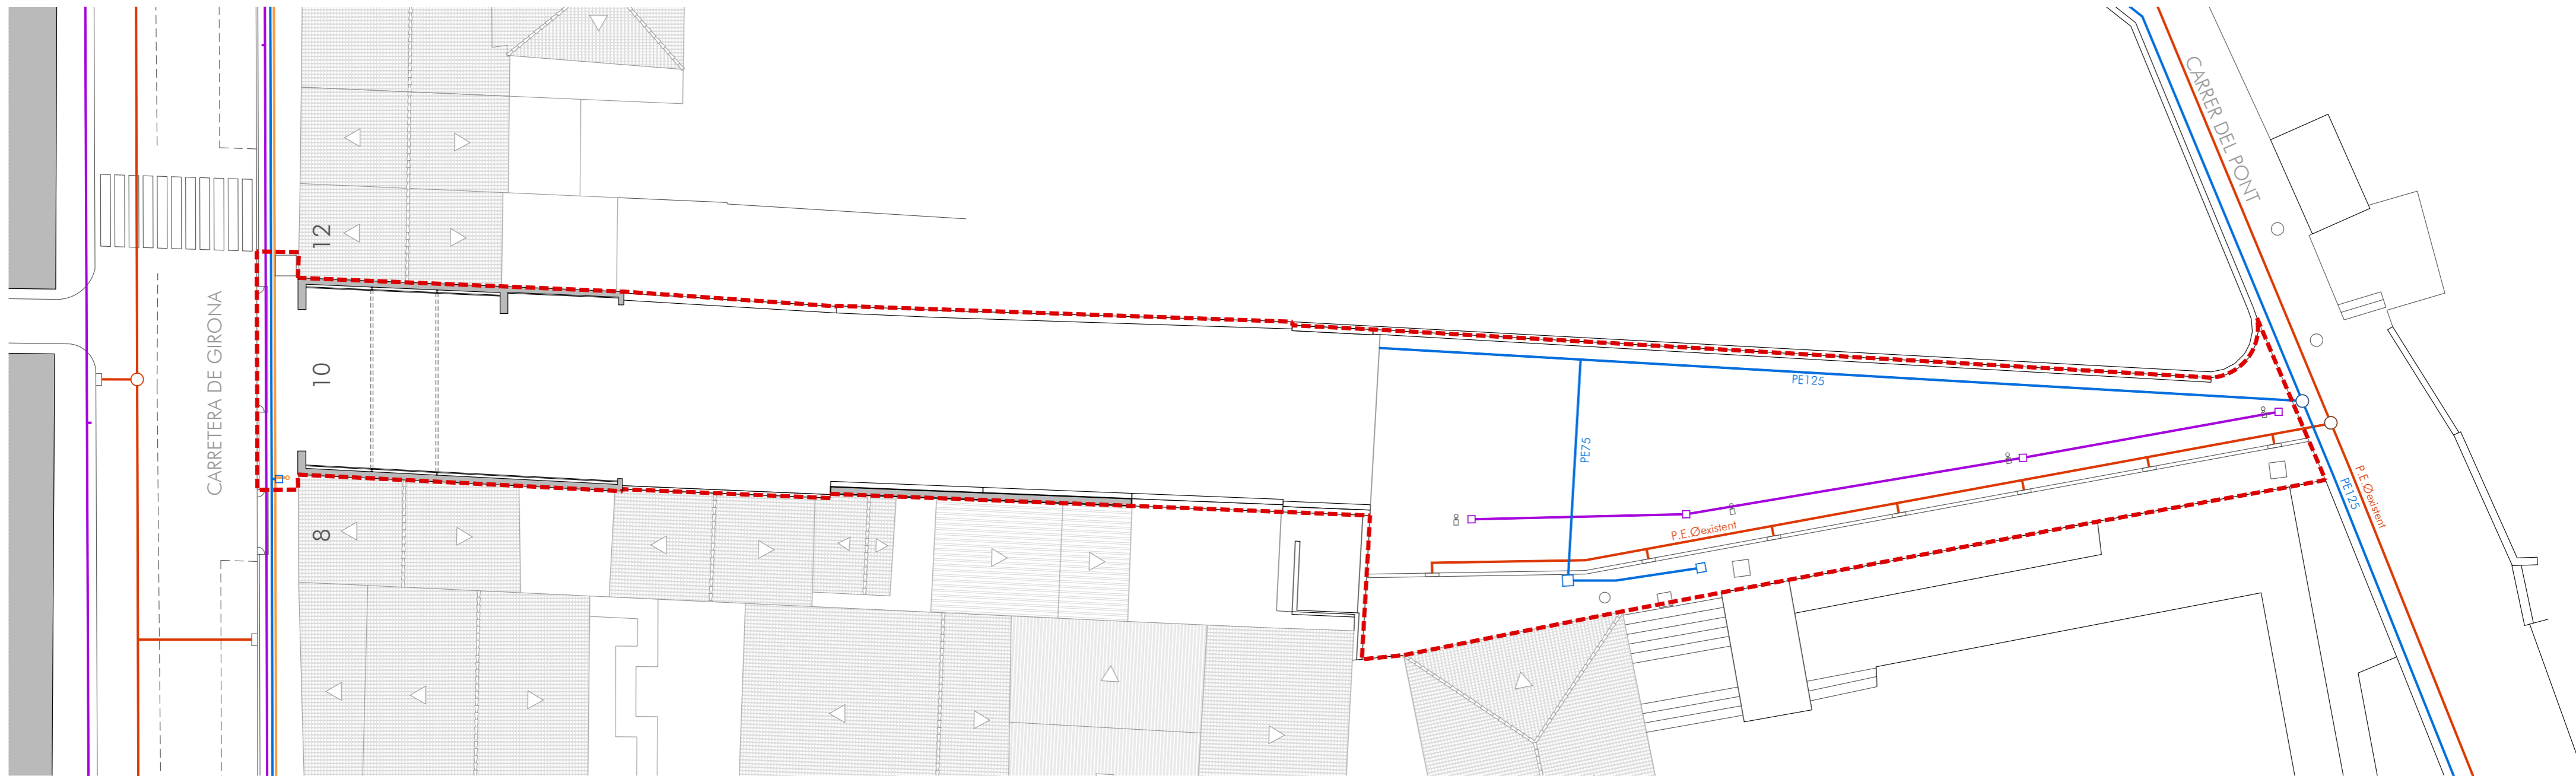 CARRETERA DE GIRONA
12
10
8
PE125
PE75
P.E.Øexistent
CARRER DEL PONT
P.E.Øexistent
PE125